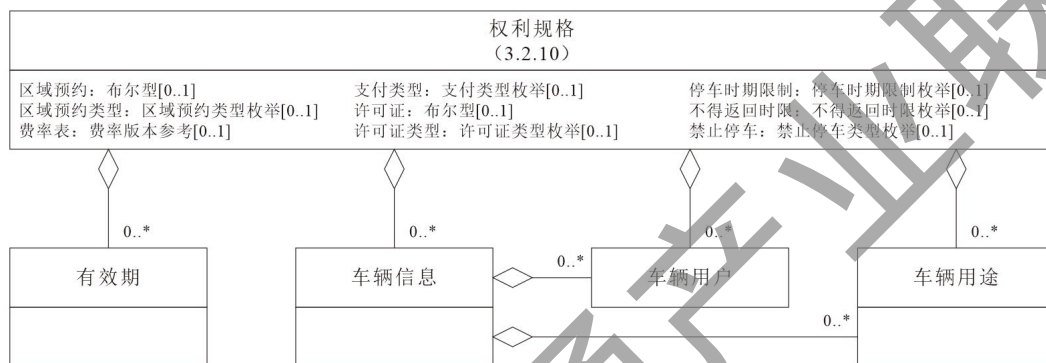 权利规格
（3.2.10）
区域预约：布尔型[0..1]
区域预约类型：区域预约类型枚举[0..1]
费率表：费率版本参考[0..1]
支付类型：支付类型枚举[0..1]
许可证：布尔型[0..1]
许可证类型：许可证类型枚举[0..1]
停车时期限制：停车时期限制枚举[0..1]
不得返回时限：不得返回时限枚举[0..1]
禁止停车：禁止停车类型枚举[0..1]
0..*
0..*
0..*
0..*
有效期
车辆信息
0..*
车辆用户
车辆用途
0..*
产业联